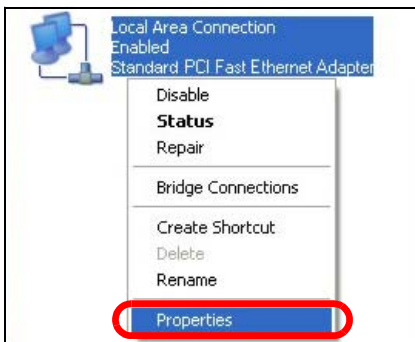 Local Area Connection
Enabled
Standard PCI Fast Ethernet Adapter
Disable
Status
Repair
Bridge Connections
Create Shortcut
Delete
Rename
Properties